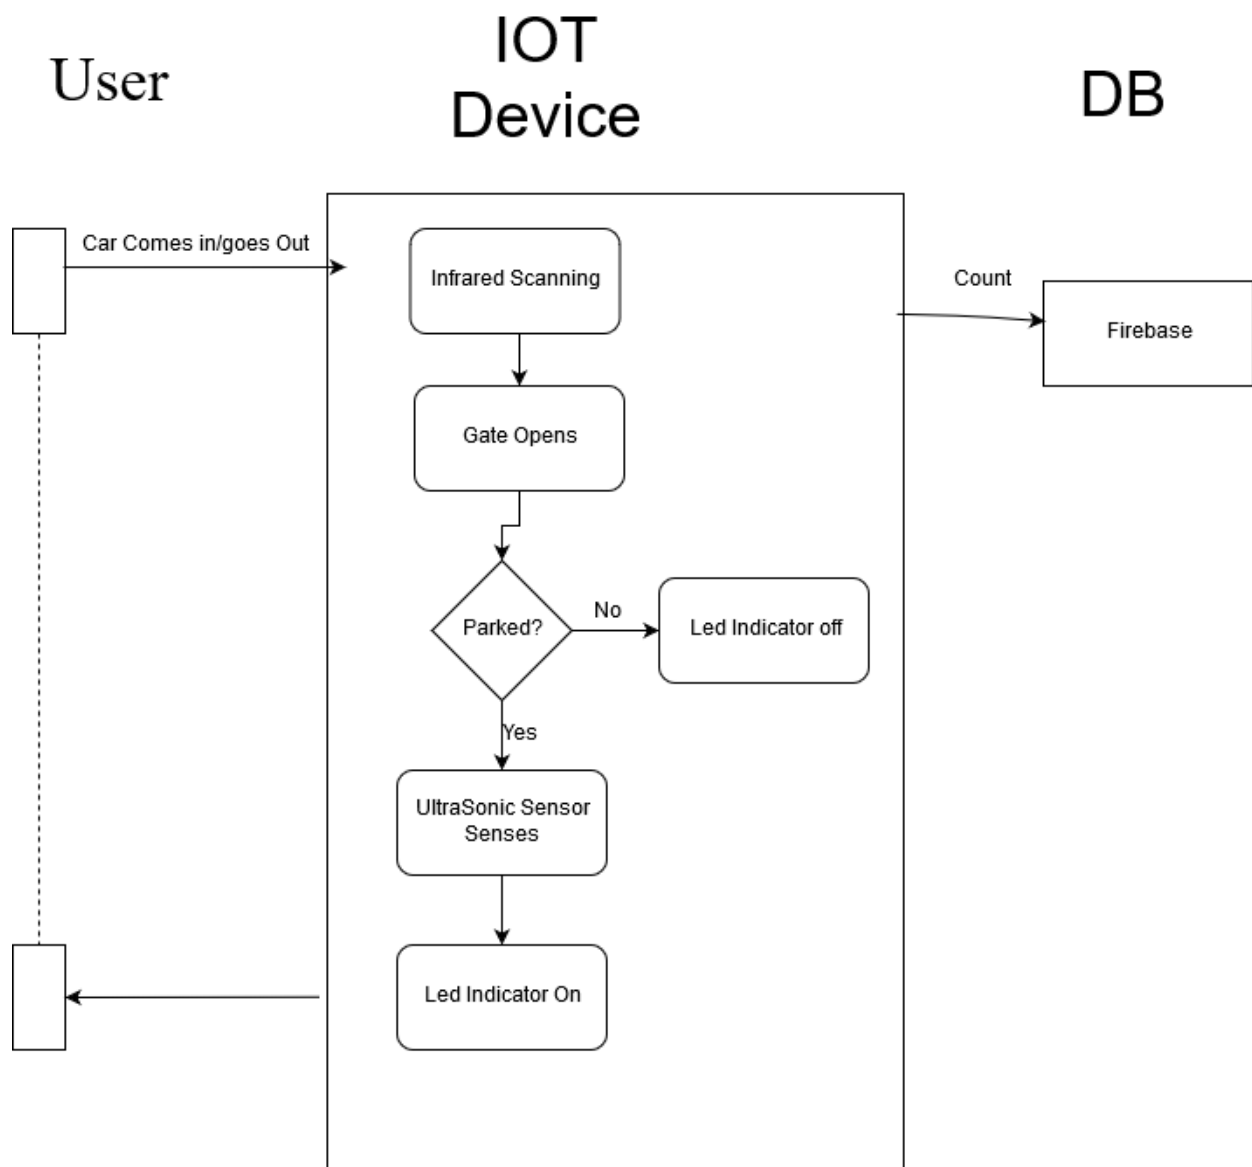 User
IOT
Device
DB
Car Comes in/goes Out
Infrared Scanning
Count
Firebase
Gate Opens
Parked?
No
Led Indicator off
Yes
UltraSonic Sensor
Senses
Led Indicator On